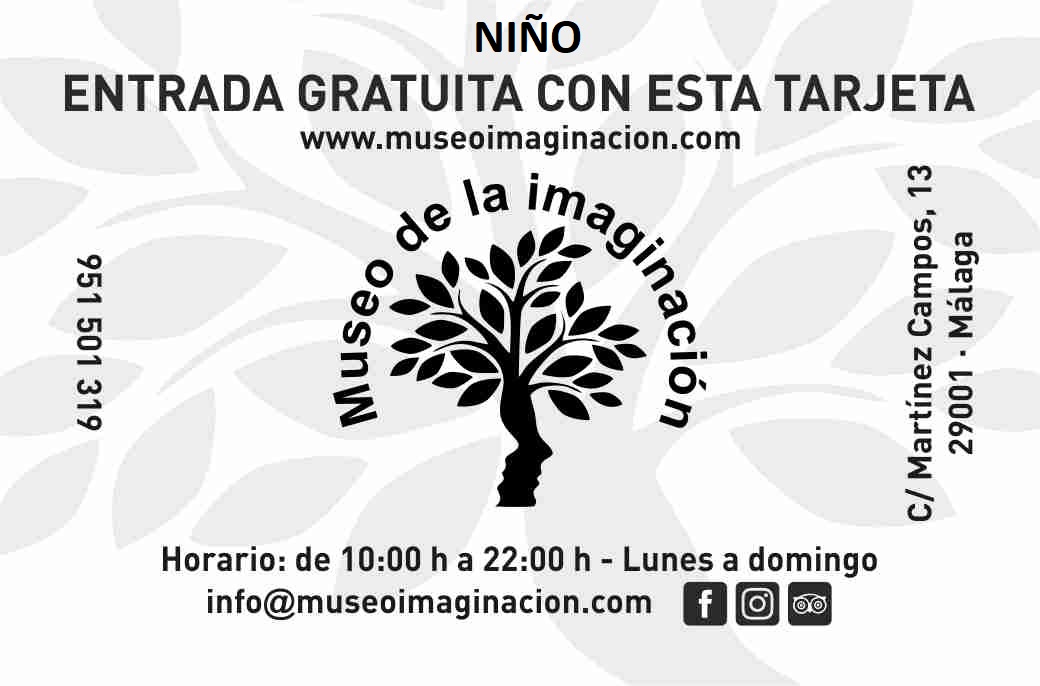 NIÑO
ENTRADA GRATUITA CON ESTA TARJETA
www.museoimaginacion.com
Museo de la imaginación
951 501 319
C/ Martínez Campos, 13
29001 · Málaga
Horario: de 10:00 h a 22:00 h - Lunes a domingo
info@museoimaginacion.com